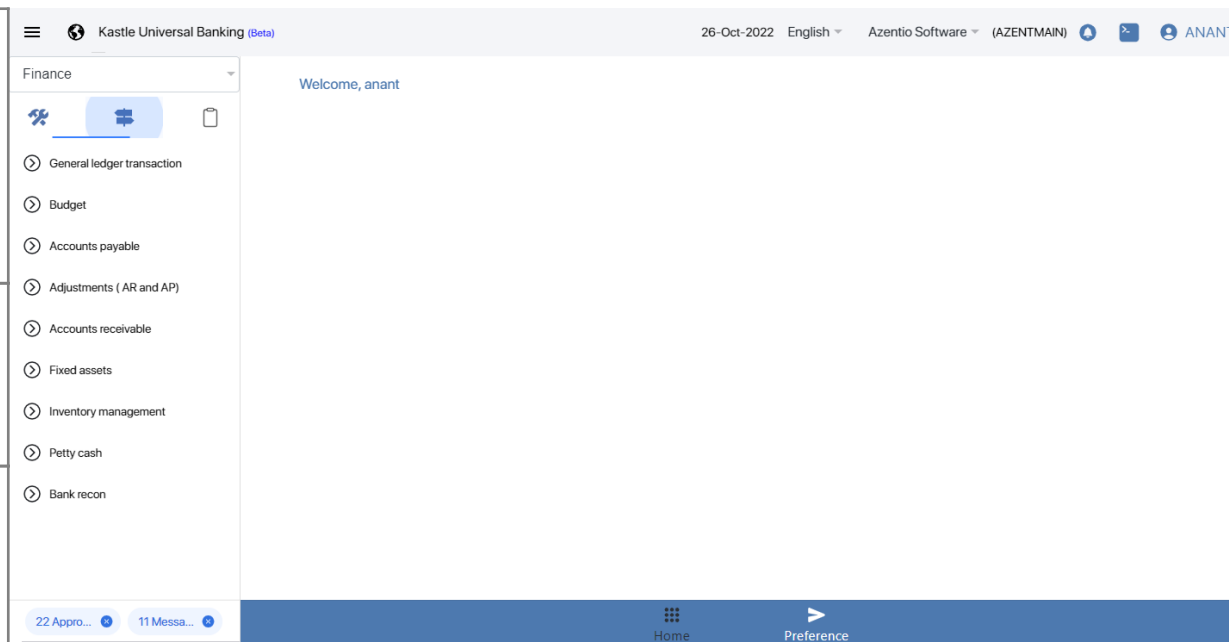 Kastle Universal Banking (Beta) 26-Oct-2022 English Azentio Software (AZENTMAIN) ANANT
Finance
Welcome, anant
General ledger transaction
Budget
Accounts payable
Adjustments ( AR and AP)
Accounts receivable
Fixed assets
Inventory management
Petty cash
Bank recon
22 Appro... 11 Messa...
Home Preference